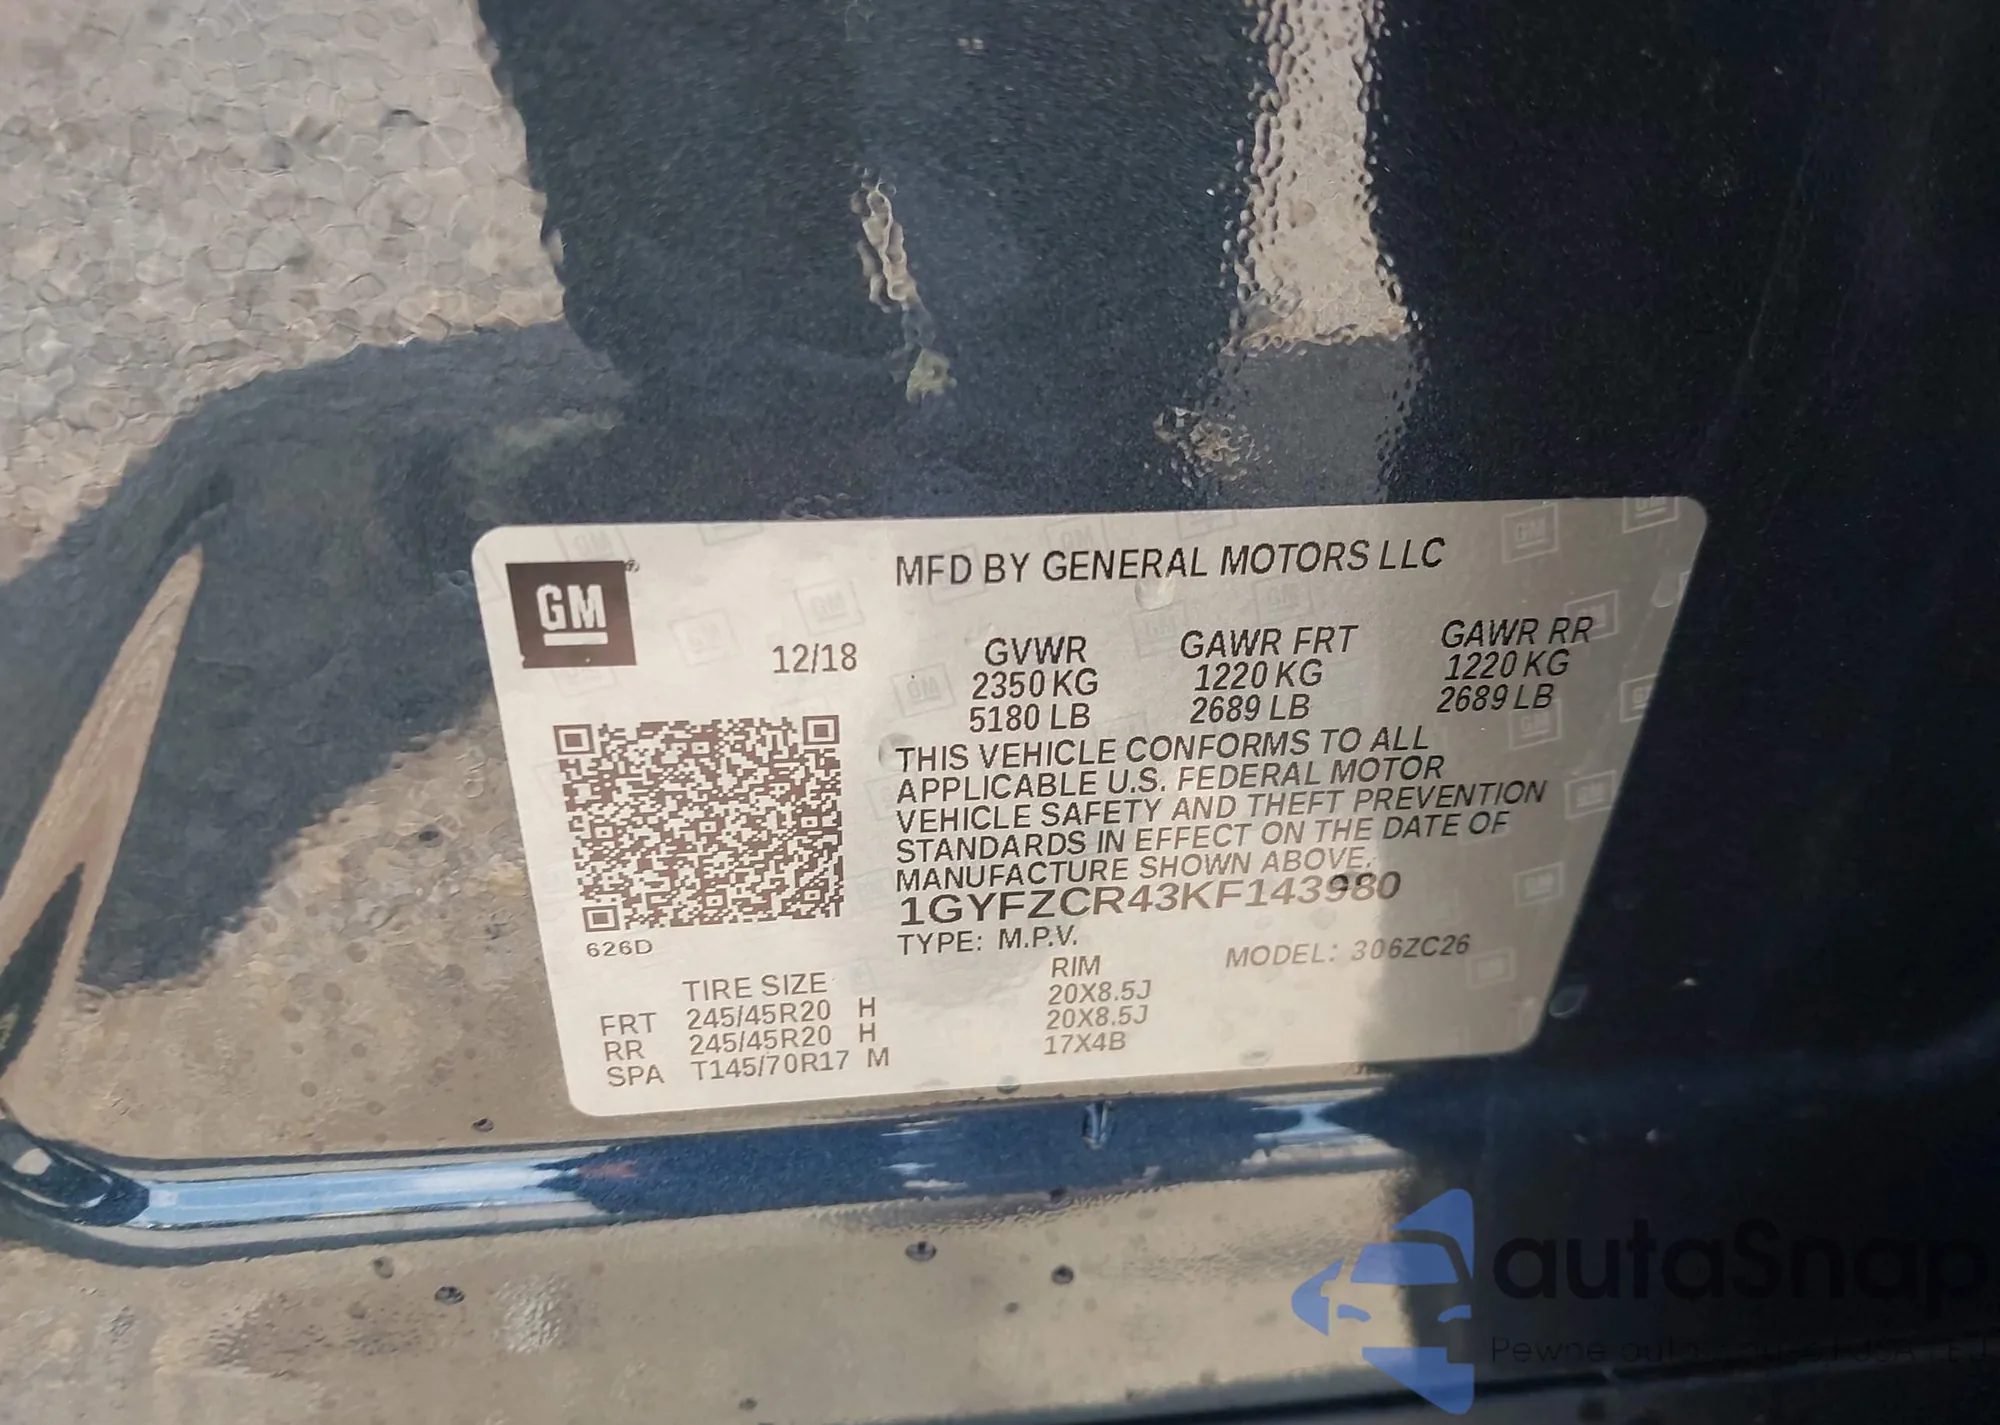 GM
MFD BY GENERAL MOTORS LLC
12/18
GVWR GAWR FRT GAWR RR
2350 KG 1220 KG 1220 KG
5180 LB 2689 LB 2689 LB
THIS VEHICLE CONFORMS TO ALL
APPLICABLE U.S. FEDERAL MOTOR
VEHICLE SAFETY AND THEFT PREVENTION
STANDARDS IN EFFECT ON THE DATE OF
MANUFACTURE SHOWN ABOVE.
1GYFZCR43KF143980
626D
TYPE: M.P.V. MODEL: 306ZC26
TIRE SIZE RIM
FRT 245/45R20 H 20X8.5J
RR 245/45R20 H 20X8.5J
SPA T145/70R17 M 17X4B
autaSnap
Pewne auta